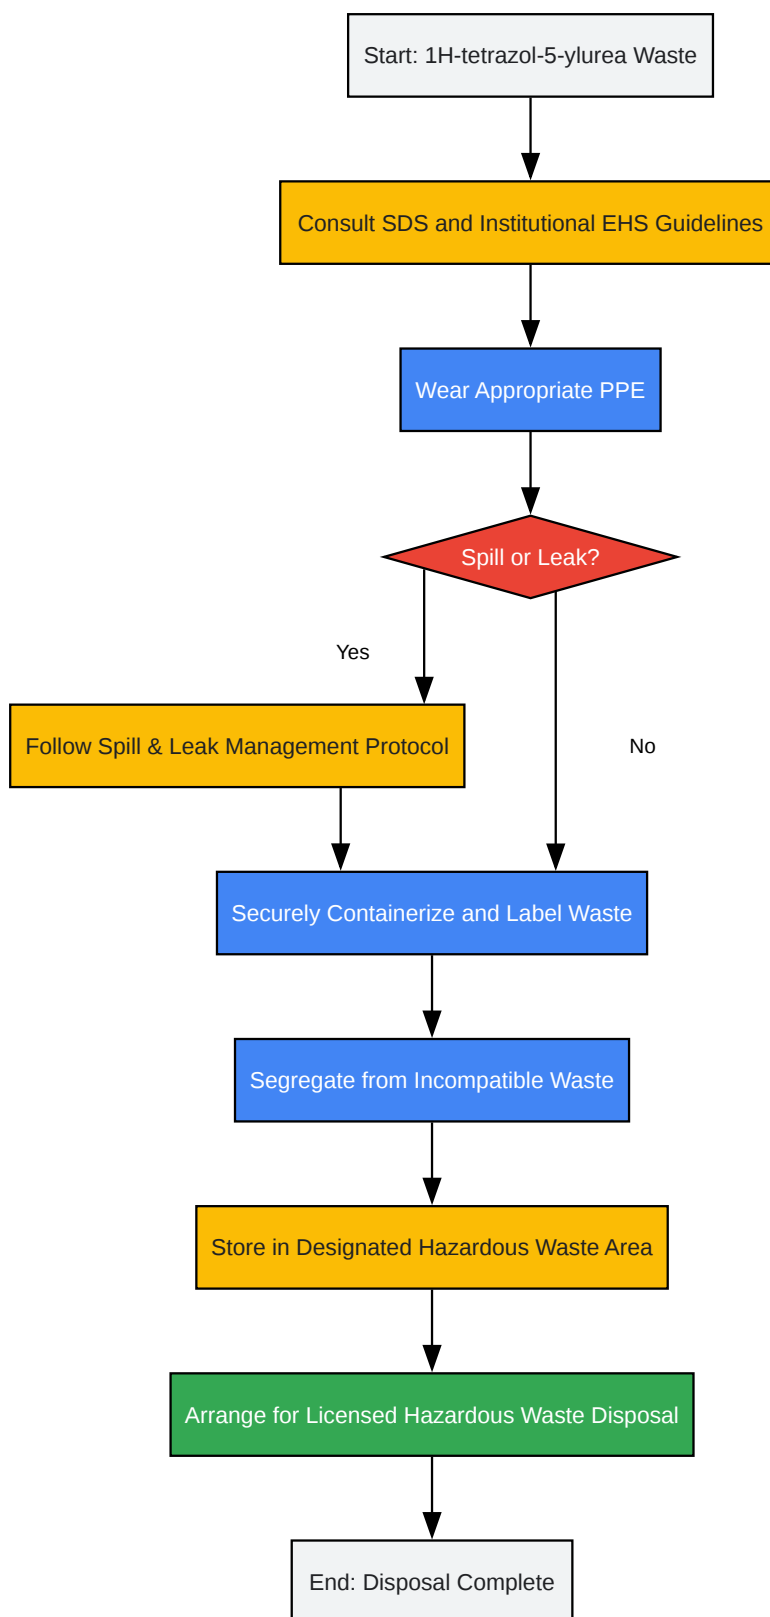 Start: 1H-tetrazol-5-ylurea Waste
Consult SDS and Institutional EHS Guidelines
Wear Appropriate PPE
Spill or Leak?
Yes
Follow Spill & Leak Management Protocol
No
Securely Containerize and Label Waste
Segregate from Incompatible Waste
Store in Designated Hazardous Waste Area
Arrange for Licensed Hazardous Waste Disposal
End: Disposal Complete